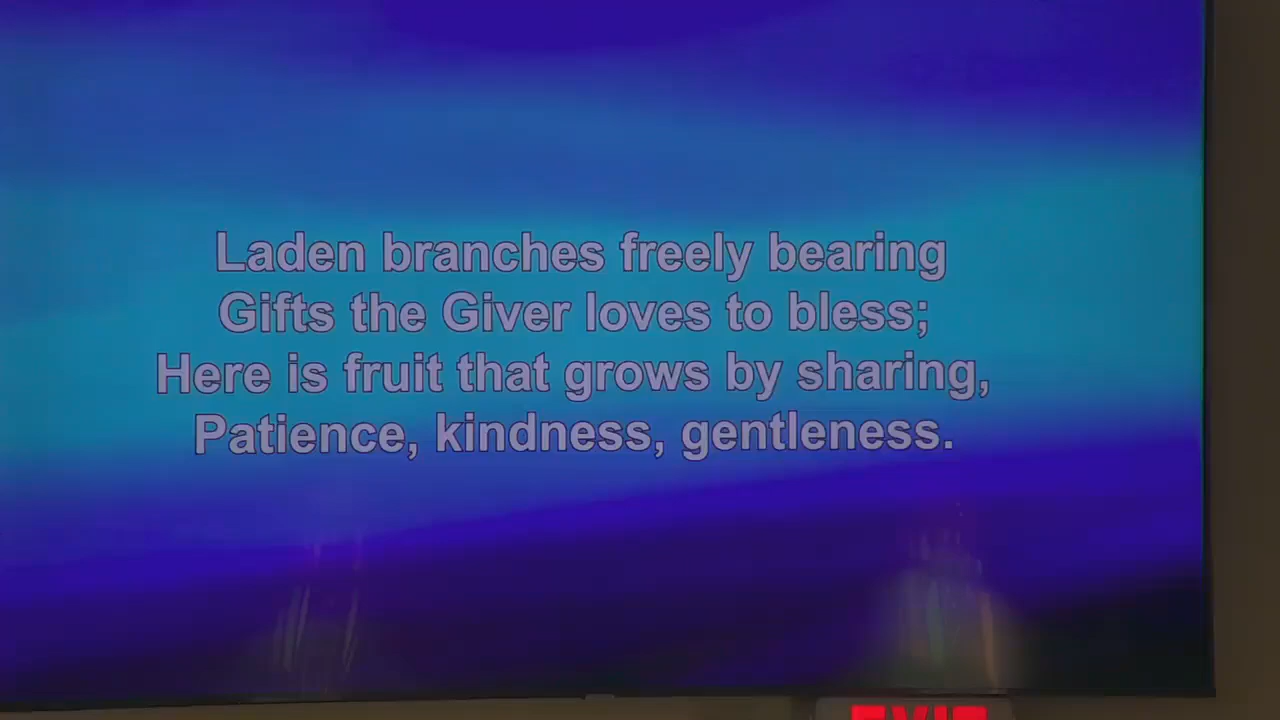 Laden branches freely bearing
Gifts the Giver loves to bless;
Here is fruit that grows by sharing,
Patience, kindness, gentleness.
EXIT